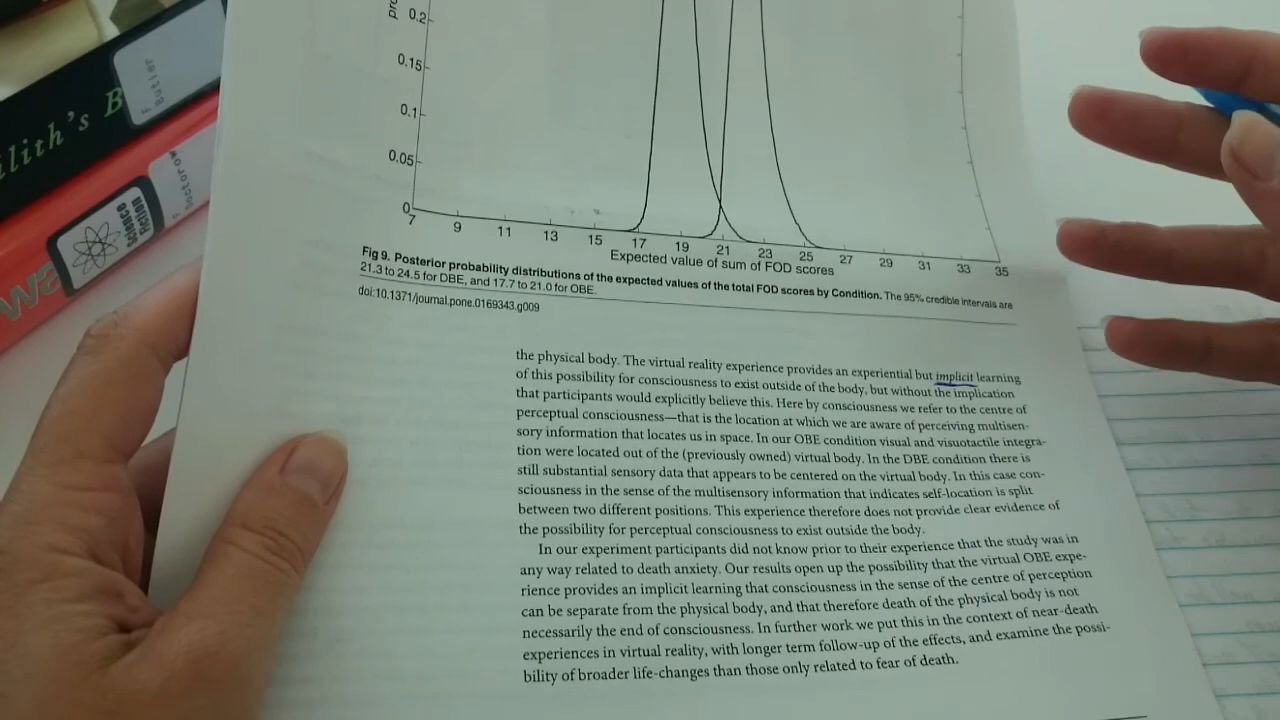 0.2
0.15
0.1
0.05
0
7 9 11 13 15 17 19 21 23 25 27 29 31 33 35
Expected value of sum of FOD scores
Fig 9. Posterior probability distributions of the expected values of the total FOD scores by Condition. The 95% credible intervals are
21.3 to 24.5 for DBE, and 17.7 to 21.0 for OBE.
doi:10.1371/journal.pone.0169343.g009
the physical body. The virtual reality experience provides an experiential but implicit learning
of this possibility for consciousness to exist outside of the body, but without the implication
that participants would explicitly believe this. Here by consciousness we refer to the centre of
perceptual consciousness—that is the location at which we are aware of perceiving multisen-
sory information that locates us in space. In our OBE condition visual and visuotactile integra-
tion were located out of the (previously owned) virtual body. In the DBE condition there is
still substantial sensory data that appears to be centered on the virtual body. In this case con-
sciousness in the sense of the multisensory information that indicates self-location is split
between two different positions. This experience therefore does not provide clear evidence of
the possibility for perceptual consciousness to exist outside the body.
In our experiment participants did not know prior to their experience that the study was in
any way related to death anxiety. Our results open up the possibility that the virtual OBE expe-
rience provides an implicit learning that consciousness in the sense of the centre of perception
can be separate from the physical body, and that therefore death of the physical body is not
necessarily the end of consciousness. In further work we put this in the context of near-death
experiences in virtual reality, with longer term follow-up of the effects, and examine the possi-
bility of broader life-changes than those only related to fear of death.
ilith's B
F
Butler
F
Doctorow
Science
Fiction
wa